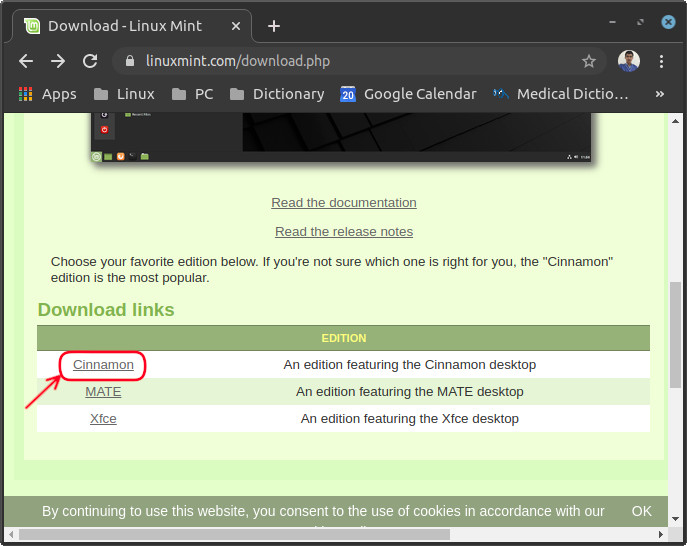 Download - Linux Mint
linuxmint.com/download.php
Apps Linux PC Dictionary 20 Google Calendar Medical Dictio… »
Read the documentation
Read the release notes
Choose your favorite edition below. If you're not sure which one is right for you, the "Cinnamon"
edition is the most popular.
Download links
EDITION
Cinnamon An edition featuring the Cinnamon desktop
MATE An edition featuring the MATE desktop
Xfce An edition featuring the Xfce desktop
By continuing to use this website, you consent to the use of cookies in accordance with our OK